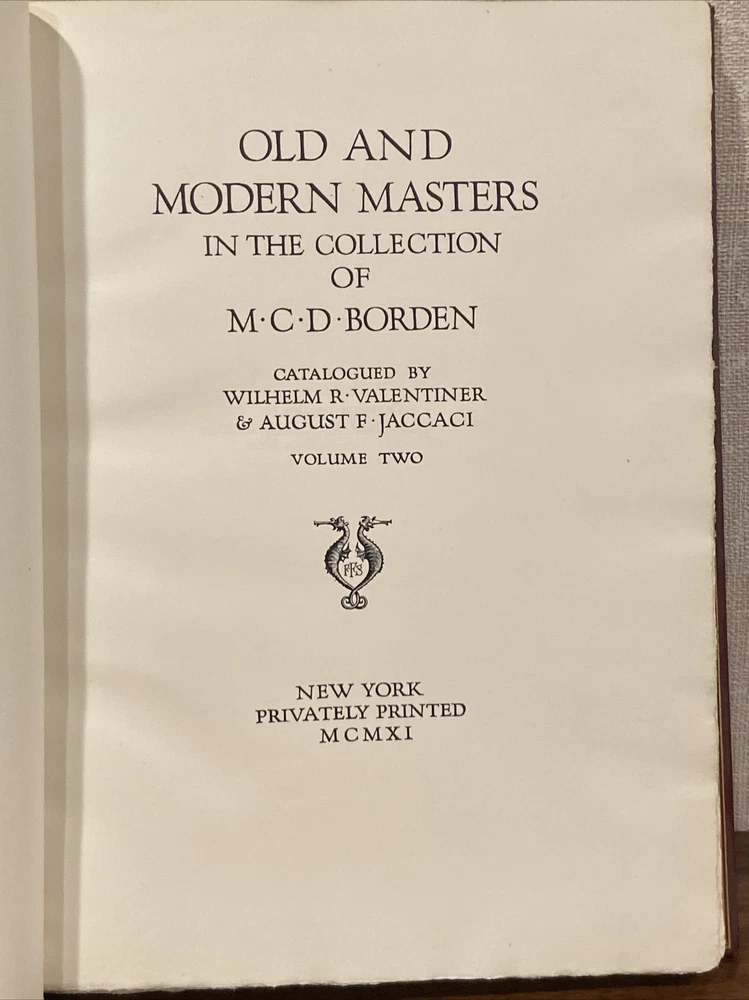 OLD AND
MODERN MASTERS
IN THE COLLECTION
OF
M·C·D·BORDEN
CATALOGUED BY
WILHELM R·VALENTINER
& AUGUST F·JACCACI
VOLUME TWO
FFS
NEW YORK
PRIVATELY PRINTED
MCMXI